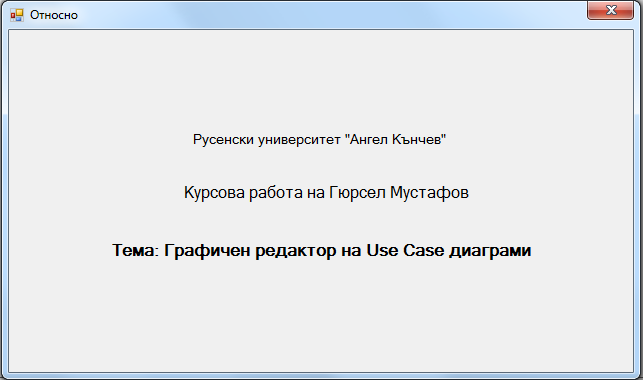 Относно
Русенски университет "Ангел Кънчев"
Курсова работа на Гюрсел Мустафов
Тема: Графичен редактор на Use Case диаграми